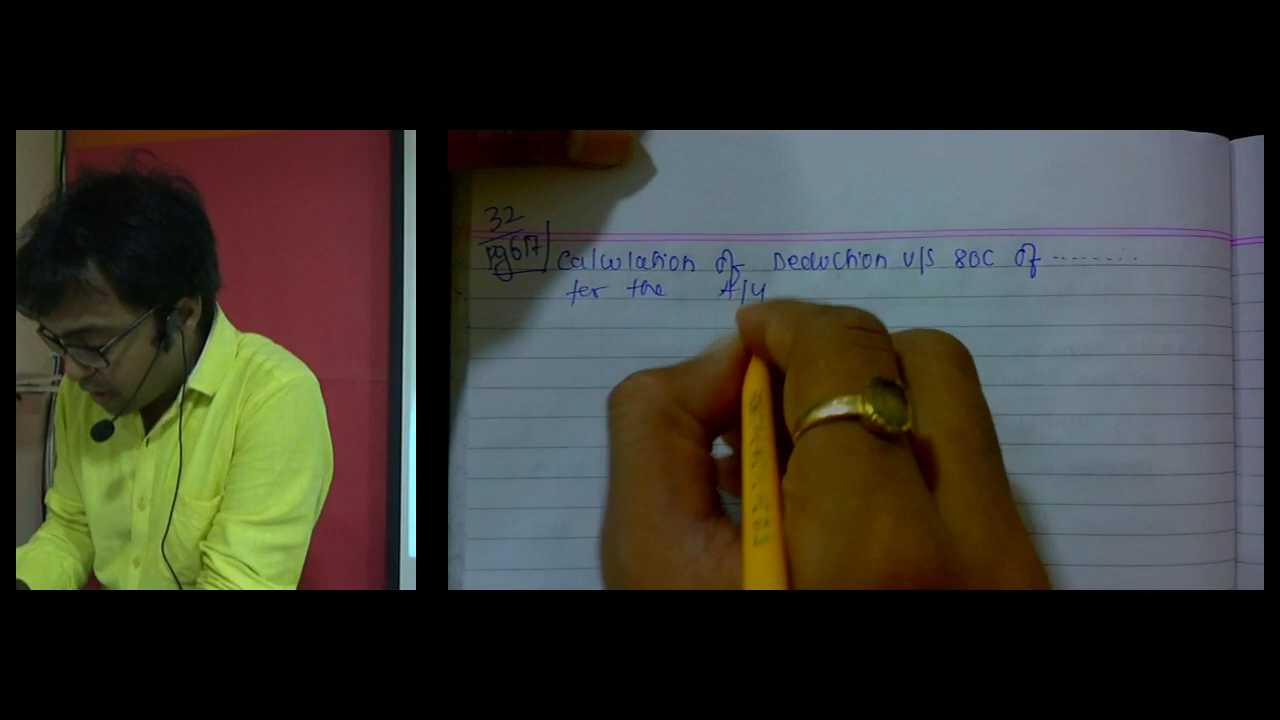 32
Pg617 Calculation of Deduction U/S 80C of ........
for the A/Y